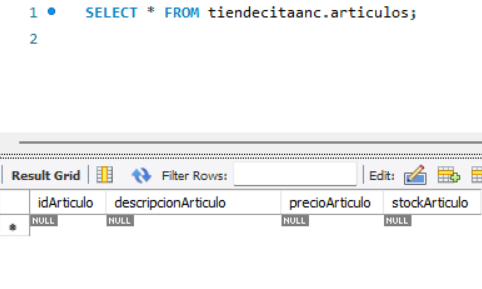 1 SELECT * FROM tiendecitaanc.articulos;
2
Result Grid Filter Rows: Edit:
idArticulo descripcionArticulo precioArticulo stockArticulo
* NULL NULL NULL NULL